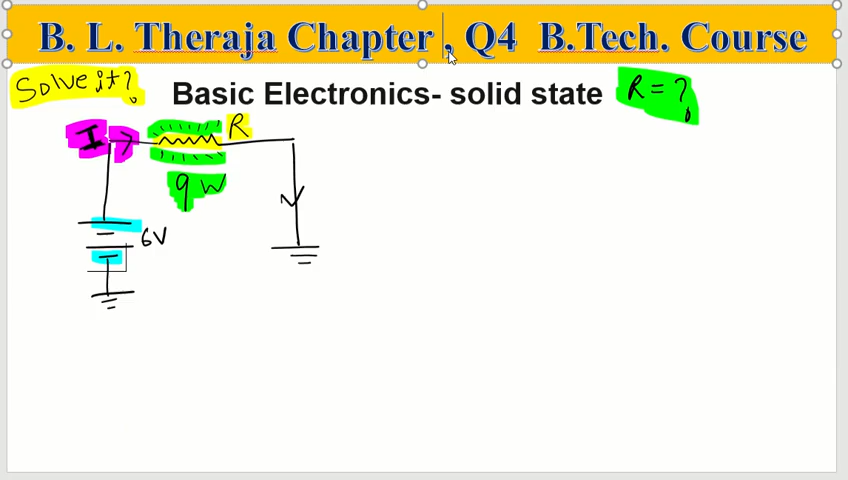 B. L. Theraja Chapter , Q4 B.Tech. Course
Solve it?
Basic Electronics- solid state
R = ?
I
R
9 W
6V